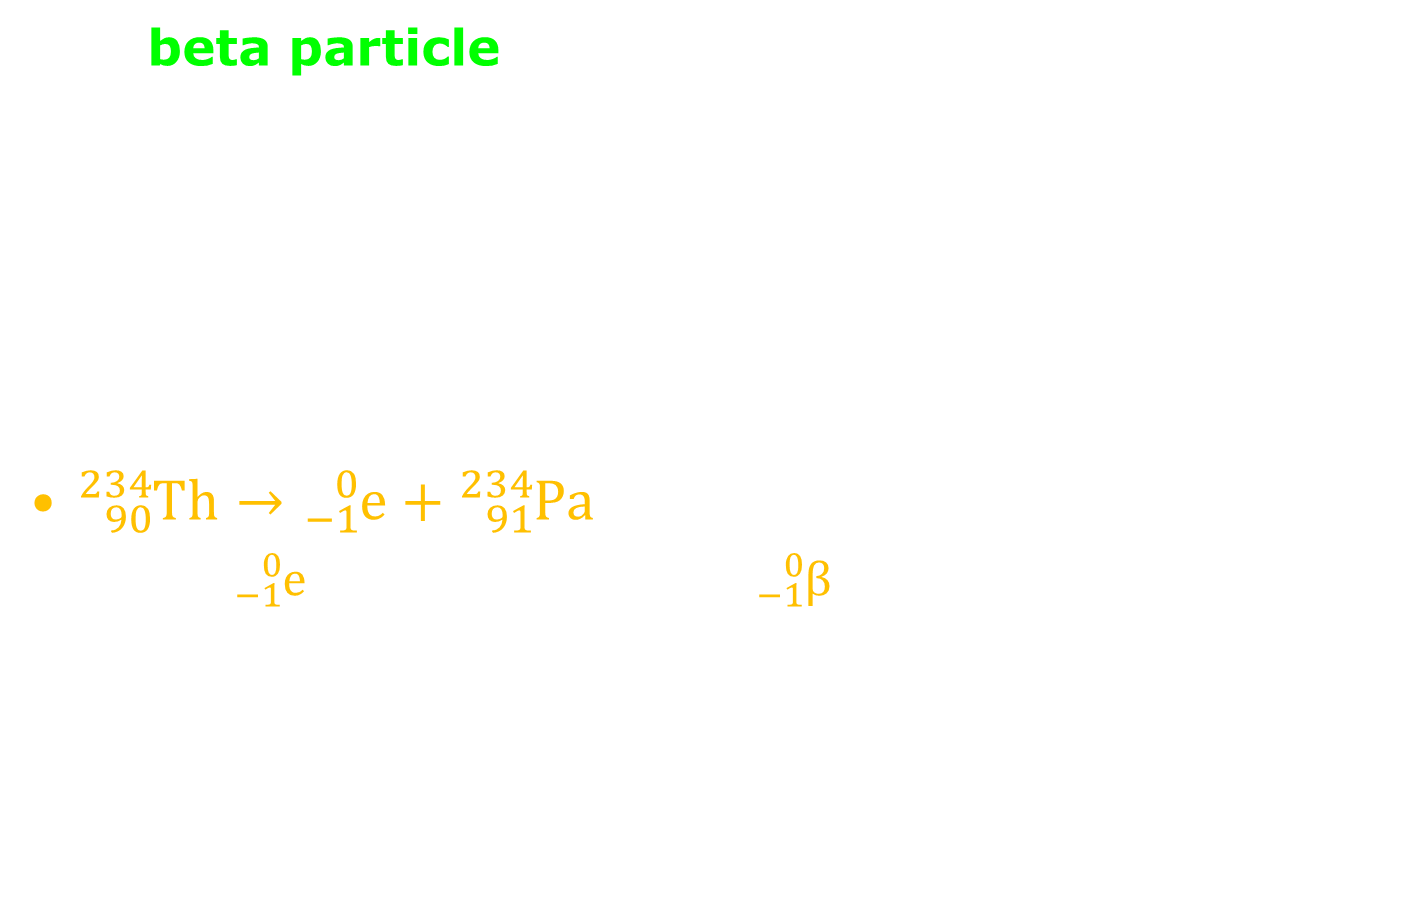 beta particle
• ²³⁴₉₀Th → ⁰₋₁e + ²³⁴₉₁Pa
⁰₋₁e ⁰₋₁β